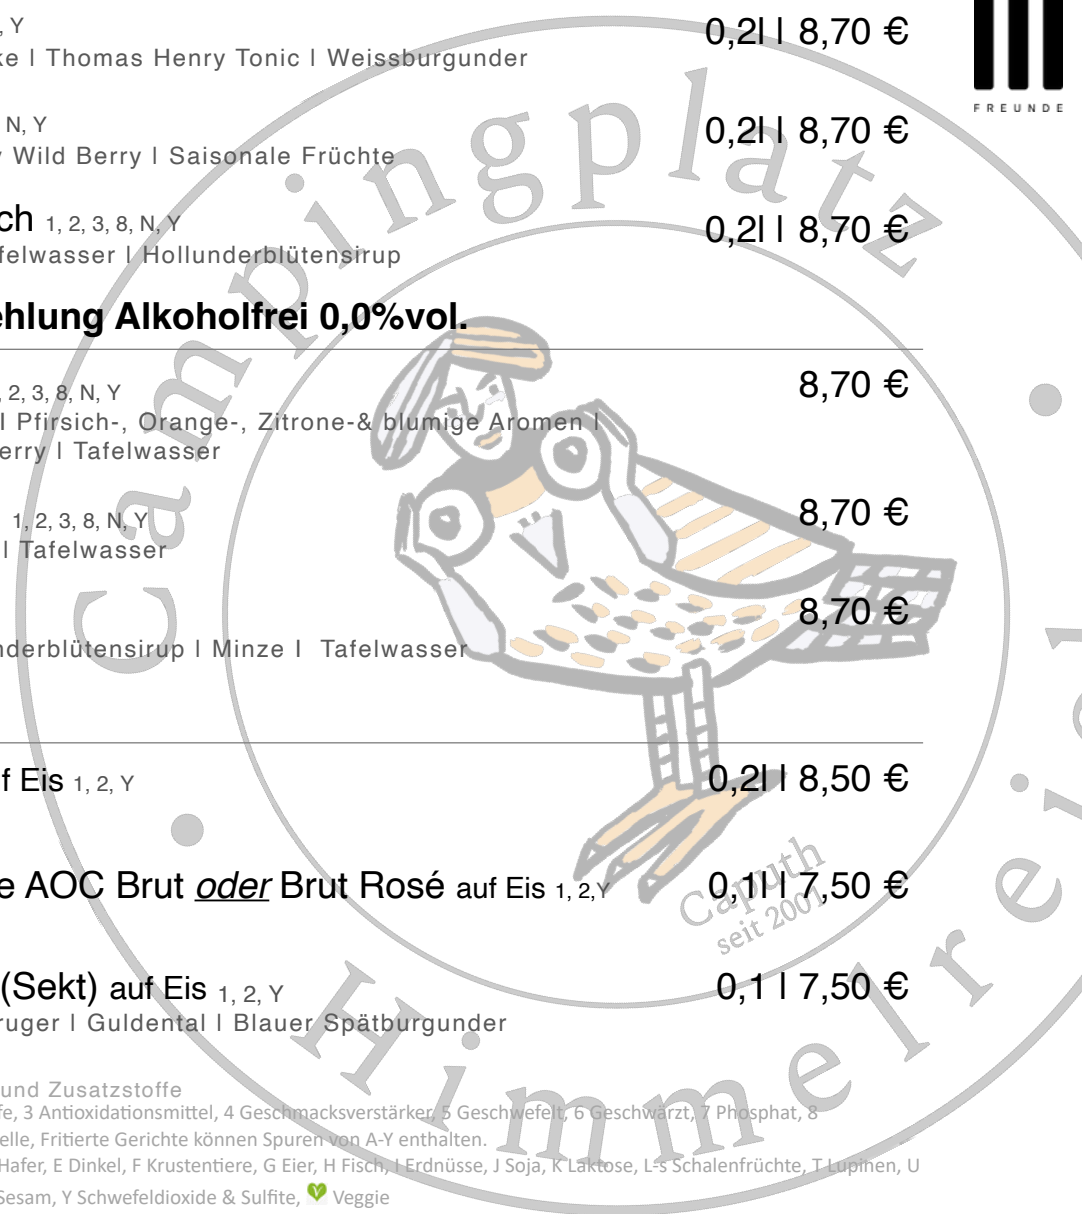 , Y 0,2l I 8,70 €
ke I Thomas Henry Tonic I Weissburgunder
FREUNDE
N, Y 0,2l I 8,70 €
Wild Berry I Saisonale Früchte
ch 1, 2, 3, 8, N, Y 0,2l I 8,70 €
felwasser I Hollunderblütensirup
ehlung Alkoholfrei 0,0%vol.
2, 3, 8, N, Y 8,70 €
I Pfirsich-, Orange-, Zitrone-& blumige Aromen I
erry I Tafelwasser
1, 2, 3, 8, N, Y 8,70 €
I Tafelwasser
8,70 €
nderblütensirup I Minze I Tafelwasser
f Eis 1, 2, Y 0,2l I 8,50 €
e AOC Brut oder Brut Rosé auf Eis 1, 2,Y 0,1l I 7,50 €
(Sekt) auf Eis 1, 2, Y 0,1 I 7,50 €
ruger I Guldental I Blauer Spätburgunder
und Zusatzstoffe
fe, 3 Antioxidationsmittel, 4 Geschmacksverstärker, 5 Geschwefelt, 6 Geschwärzt, 7 Phosphat, 8
elle, Fritierte Gerichte können Spuren von A-Y enthalten.
Hafer, E Dinkel, F Krustentiere, G Eier, H Fisch, I Erdnüsse, J Soja, K Laktose, L-s Schalenfrüchte, T Lupinen, U
Sesam, Y Schwefeldioxide & Sulfite, Veggie
Campingplatz
Himmelrei
Caputh
seit 2001